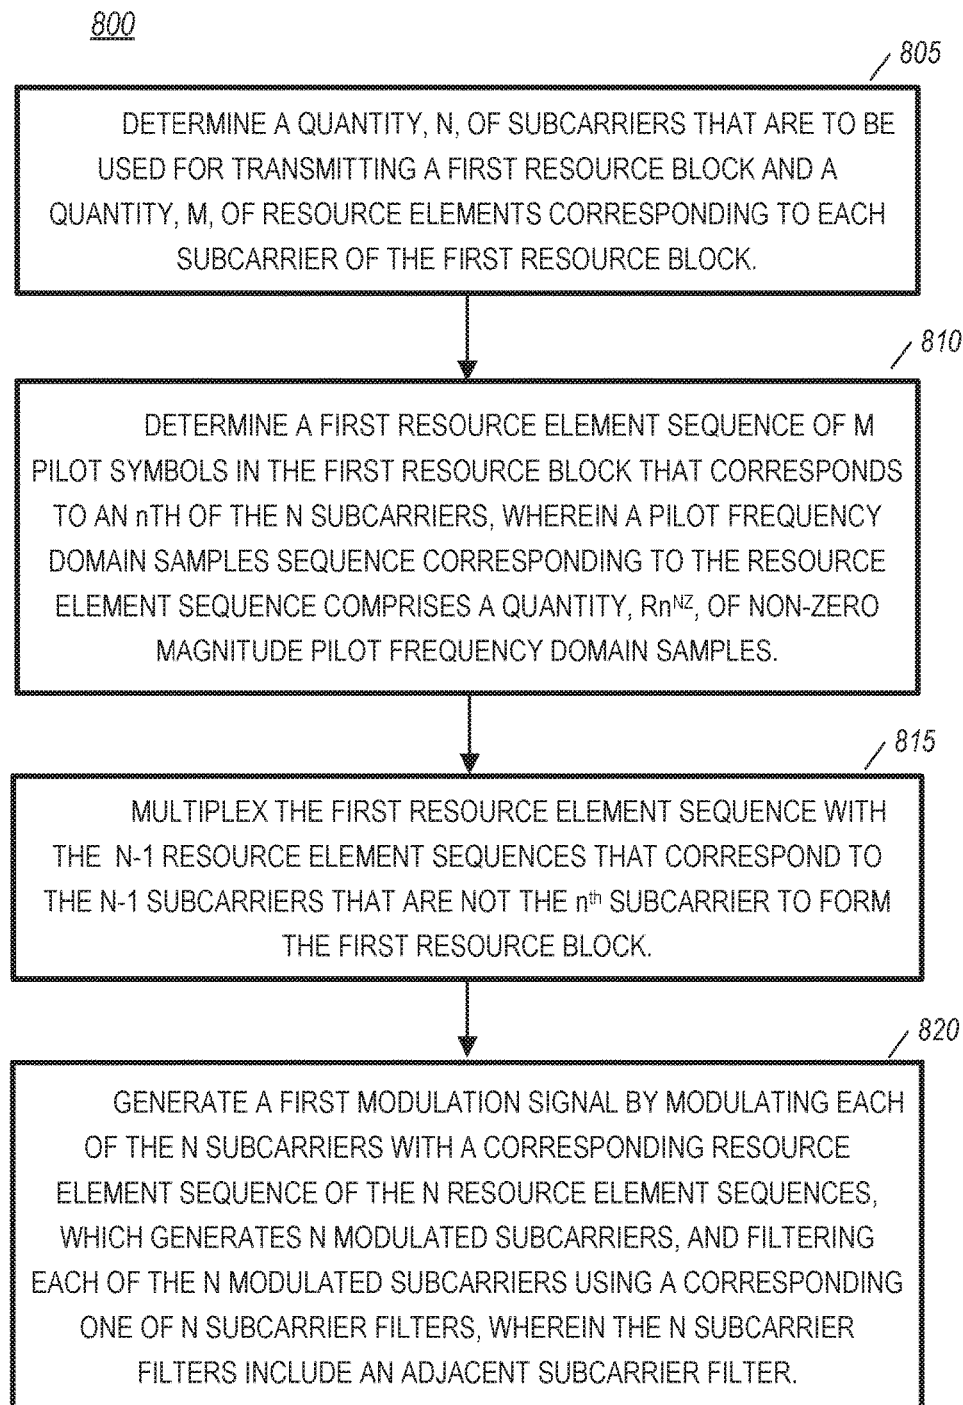 800
805
DETERMINE A QUANTITY, N, OF SUBCARRIERS THAT ARE TO BE
USED FOR TRANSMITTING A FIRST RESOURCE BLOCK AND A
QUANTITY, M, OF RESOURCE ELEMENTS CORRESPONDING TO EACH
SUBCARRIER OF THE FIRST RESOURCE BLOCK.
810
DETERMINE A FIRST RESOURCE ELEMENT SEQUENCE OF M
PILOT SYMBOLS IN THE FIRST RESOURCE BLOCK THAT CORRESPONDS
TO AN nTH OF THE N SUBCARRIERS, WHEREIN A PILOT FREQUENCY
DOMAIN SAMPLES SEQUENCE CORRESPONDING TO THE RESOURCE
ELEMENT SEQUENCE COMPRISES A QUANTITY, Rn^NZ, OF NON-ZERO
MAGNITUDE PILOT FREQUENCY DOMAIN SAMPLES.
815
MULTIPLEX THE FIRST RESOURCE ELEMENT SEQUENCE WITH
THE N-1 RESOURCE ELEMENT SEQUENCES THAT CORRESPOND TO
THE N-1 SUBCARRIERS THAT ARE NOT THE n^th SUBCARRIER TO FORM
THE FIRST RESOURCE BLOCK.
820
GENERATE A FIRST MODULATION SIGNAL BY MODULATING EACH
OF THE N SUBCARRIERS WITH A CORRESPONDING RESOURCE
ELEMENT SEQUENCE OF THE N RESOURCE ELEMENT SEQUENCES,
WHICH GENERATES N MODULATED SUBCARRIERS, AND FILTERING
EACH OF THE N MODULATED SUBCARRIERS USING A CORRESPONDING
ONE OF N SUBCARRIER FILTERS, WHEREIN THE N SUBCARRIER
FILTERS INCLUDE AN ADJACENT SUBCARRIER FILTER.